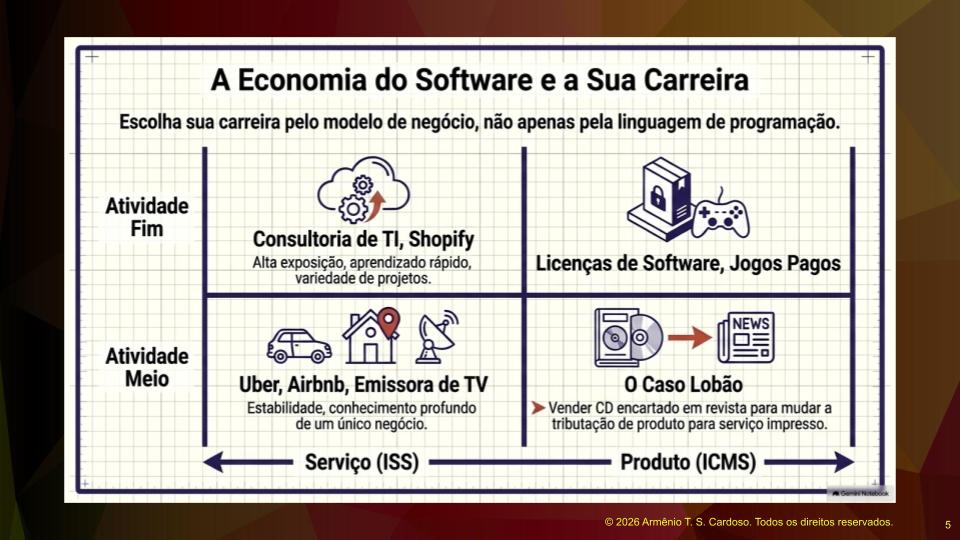 A Economia do Software e a Sua Carreira
Escolha sua carreira pelo modelo de negócio, não apenas pela linguagem de programação.
Atividade
Fim
Consultoria de TI, Shopify
Alta exposição, aprendizado rápido,
variedade de projetos.
Licenças de Software, Jogos Pagos
Atividade
Meio
Uber, Airbnb, Emissora de TV
Estabilidade, conhecimento profundo
de um único negócio.
NEWS
O Caso Lobão
Vender CD encartado em revista para mudar a
tributação de produto para serviço impresso.
Serviço (ISS)
Produto (ICMS)
Gemini Notebook
© 2026 Armênio T. S. Cardoso. Todos os direitos reservados.
5